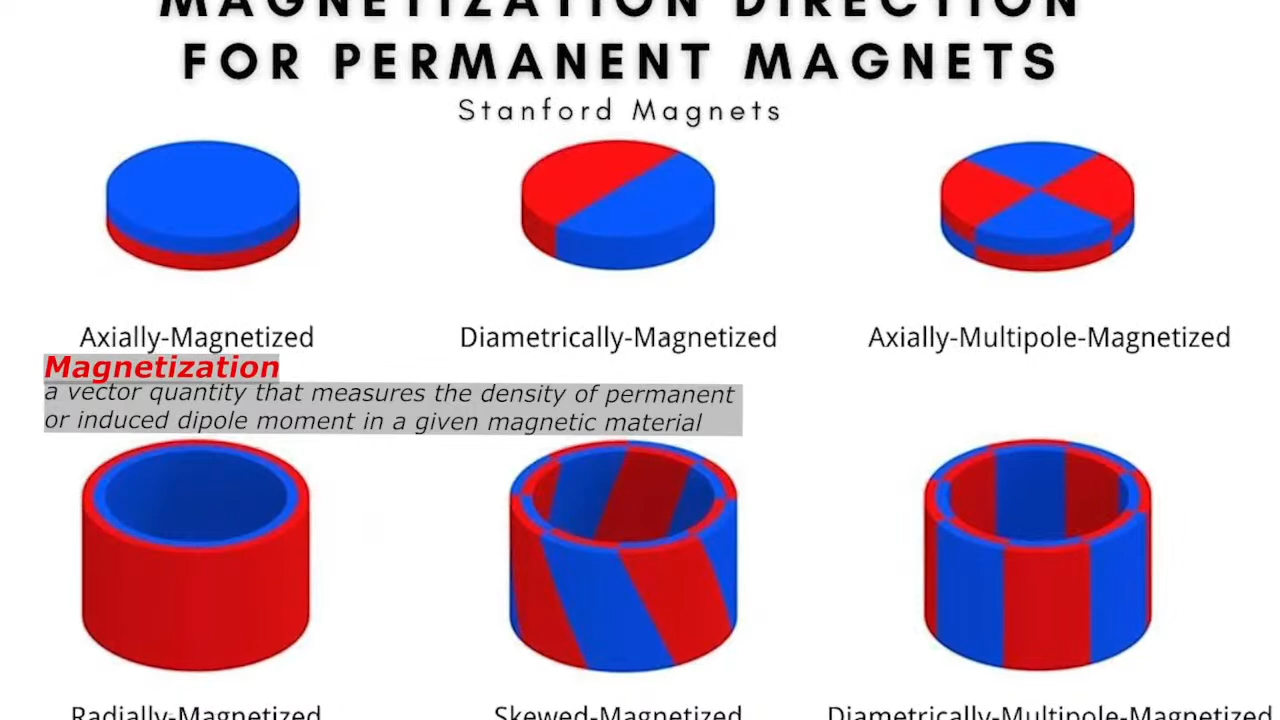 MAGNETIZATION DIRECTION
FOR PERMANENT MAGNETS
Stanford Magnets
Axially-Magnetized
Diametrically-Magnetized
Axially-Multipole-Magnetized
Magnetization
a vector quantity that measures the density of permanent
or induced dipole moment in a given magnetic material
Radially-Magnetized
Skewed-Magnetized
Diametrically-Multipole-Magnetized